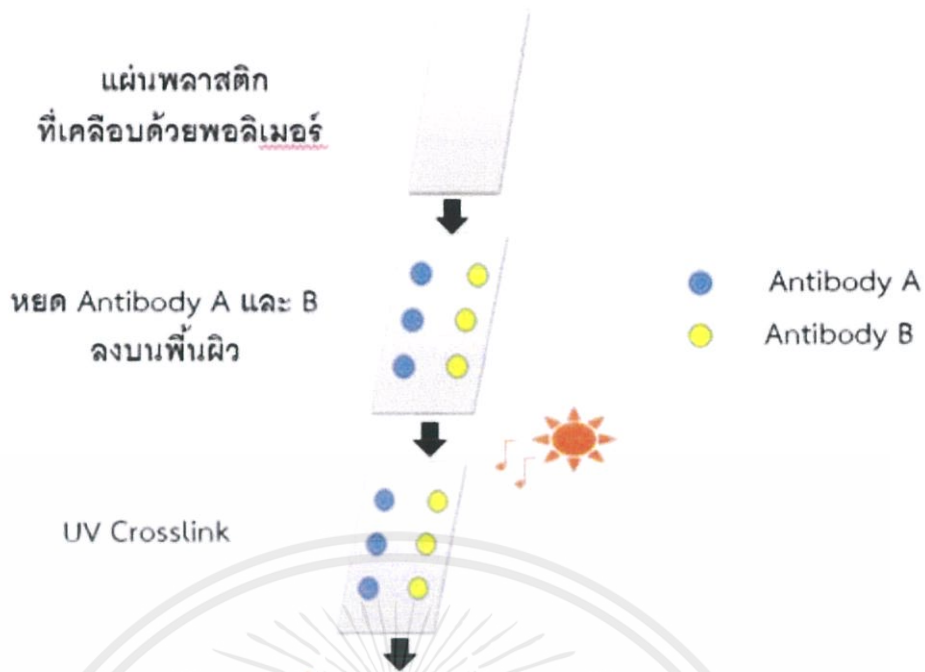 แผ่นพลาสติก
ที่เคลือบด้วยพอลิเมอร์
หยด Antibody A และ B
ลงบนพื้นผิว
Antibody A
Antibody B
UV Crosslink